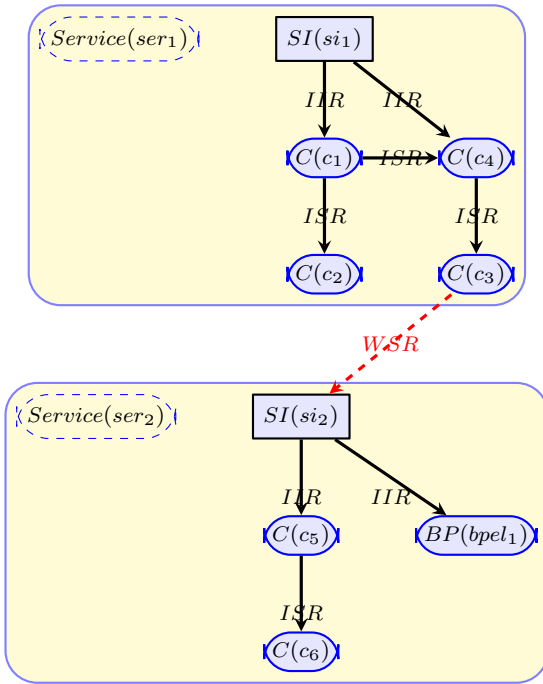 Service(ser₁) SI(si₁)
IIR IIR
C(c₁) ISR C(c₄)
ISR ISR
C(c₂) C(c₃)
WSR
Service(ser₂) SI(si₂)
IIR IIR
C(c₅) BP(bpel₁)
ISR
C(c₆)